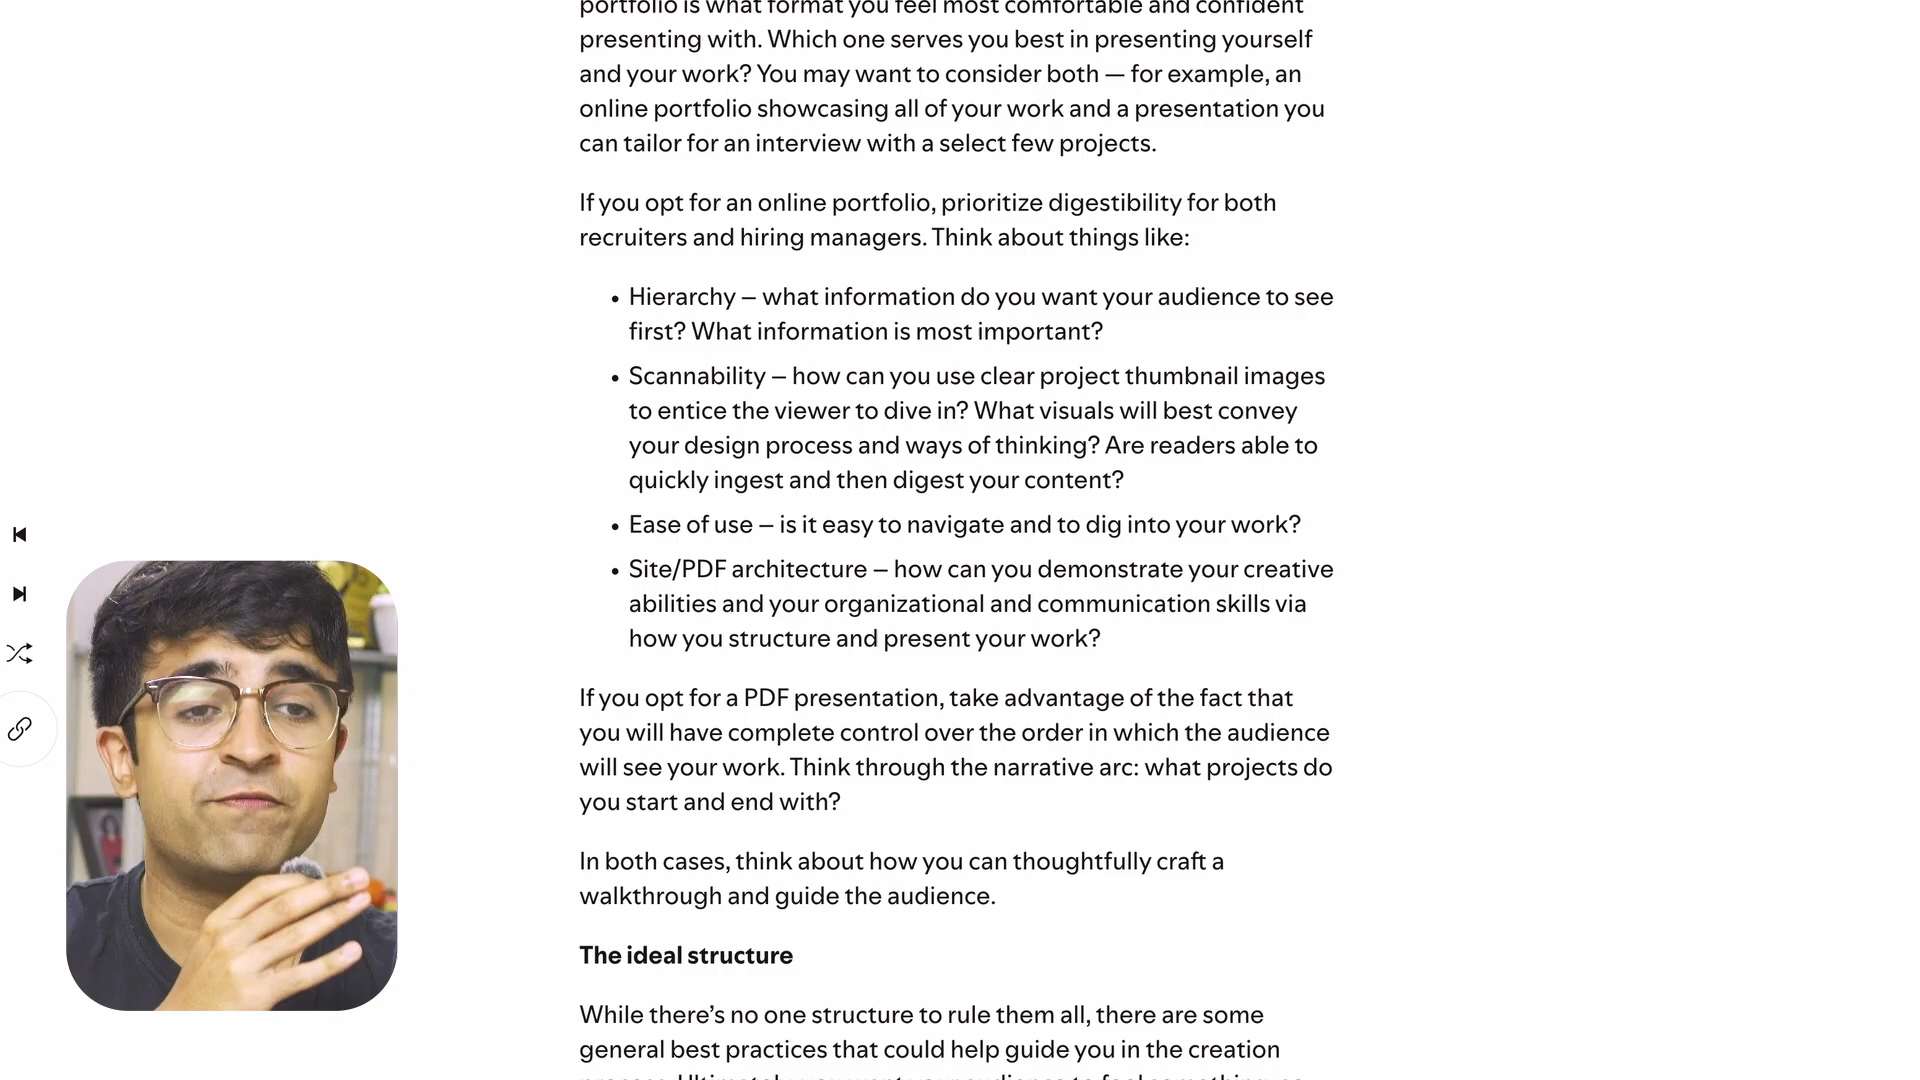 portfolio is what format you feel most comfortable and confident
presenting with. Which one serves you best in presenting yourself
and your work? You may want to consider both — for example, an
online portfolio showcasing all of your work and a presentation you
can tailor for an interview with a select few projects.
If you opt for an online portfolio, prioritize digestibility for both
recruiters and hiring managers. Think about things like:
• Hierarchy – what information do you want your audience to see
first? What information is most important?
• Scannability – how can you use clear project thumbnail images
to entice the viewer to dive in? What visuals will best convey
your design process and ways of thinking? Are readers able to
quickly ingest and then digest your content?
• Ease of use – is it easy to navigate and to dig into your work?
• Site/PDF architecture – how can you demonstrate your creative
abilities and your organizational and communication skills via
how you structure and present your work?
If you opt for a PDF presentation, take advantage of the fact that
you will have complete control over the order in which the audience
will see your work. Think through the narrative arc: what projects do
you start and end with?
In both cases, think about how you can thoughtfully craft a
walkthrough and guide the audience.
The ideal structure
While there’s no one structure to rule them all, there are some
general best practices that could help guide you in the creation